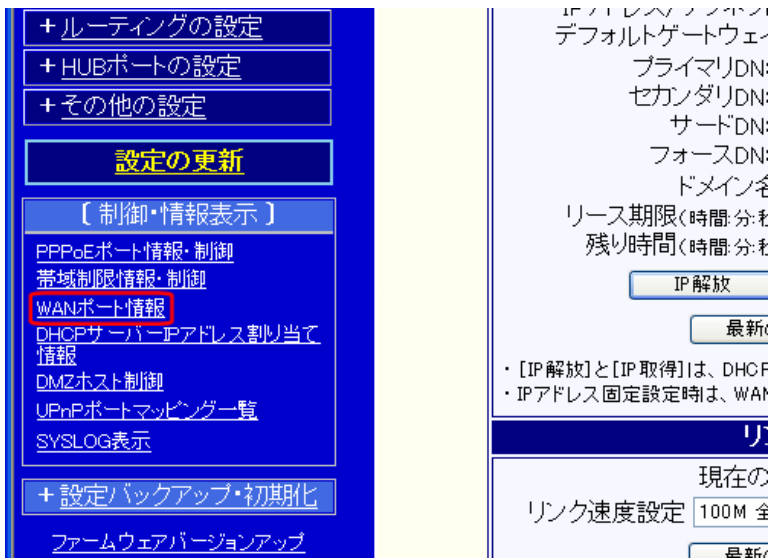 +ルーティングの設定
+HUBポートの設定
+その他の設定
設定の更新
〔制御・情報表示〕
PPPoEポート情報・制御
帯域制限情報・制御
WANポート情報
DHCPサーバーIPアドレス割り当て
情報
DMZホスト制御
UPnPポートマッピング一覧
SYSLOG表示
+設定バックアップ・初期化
ファームウェアバージョンアップ
デフォルトゲートウェイ
プライマリDNS
セカンダリDNS
サードDNS
フォースDNS
ドメイン名
リース期限(時間:分:秒
残り時間(時間:分:秒
IP解放
最新の
・[IP解放]と[IP取得]は、DHCP
・IPアドレス固定設定時は、WAN
リン
現在の
リンク速度設定 100M 全
最新の